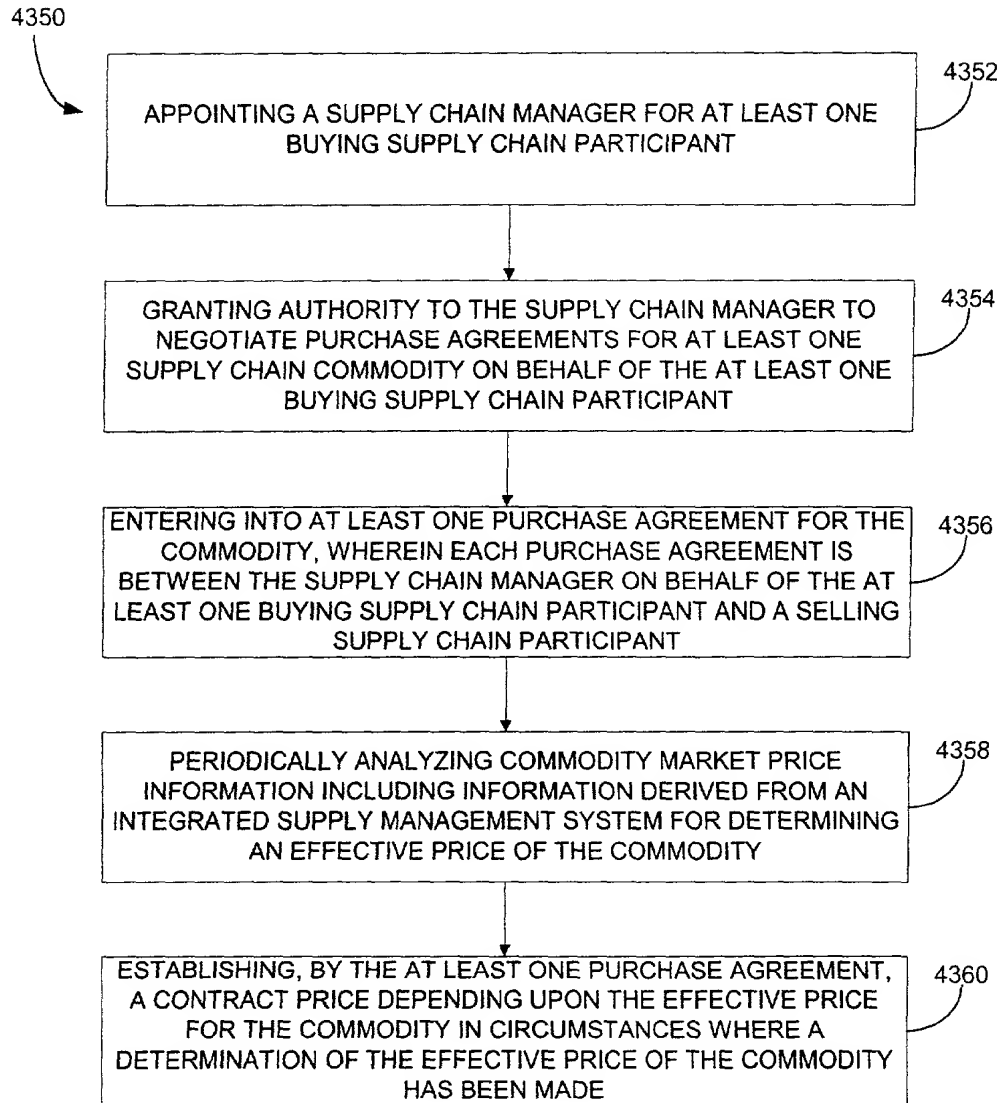 4350
4352
APPOINTING A SUPPLY CHAIN MANAGER FOR AT LEAST ONE
BUYING SUPPLY CHAIN PARTICIPANT
4354
GRANTING AUTHORITY TO THE SUPPLY CHAIN MANAGER TO
NEGOTIATE PURCHASE AGREEMENTS FOR AT LEAST ONE
SUPPLY CHAIN COMMODITY ON BEHALF OF THE AT LEAST ONE
BUYING SUPPLY CHAIN PARTICIPANT
4356
ENTERING INTO AT LEAST ONE PURCHASE AGREEMENT FOR THE
COMMODITY, WHEREIN EACH PURCHASE AGREEMENT IS
BETWEEN THE SUPPLY CHAIN MANAGER ON BEHALF OF THE AT
LEAST ONE BUYING SUPPLY CHAIN PARTICIPANT AND A SELLING
SUPPLY CHAIN PARTICIPANT
4358
PERIODICALLY ANALYZING COMMODITY MARKET PRICE
INFORMATION INCLUDING INFORMATION DERIVED FROM AN
INTEGRATED SUPPLY MANAGEMENT SYSTEM FOR DETERMINING
AN EFFECTIVE PRICE OF THE COMMODITY
4360
ESTABLISHING, BY THE AT LEAST ONE PURCHASE AGREEMENT,
A CONTRACT PRICE DEPENDING UPON THE EFFECTIVE PRICE
FOR THE COMMODITY IN CIRCUMSTANCES WHERE A
DETERMINATION OF THE EFFECTIVE PRICE OF THE COMMODITY
HAS BEEN MADE